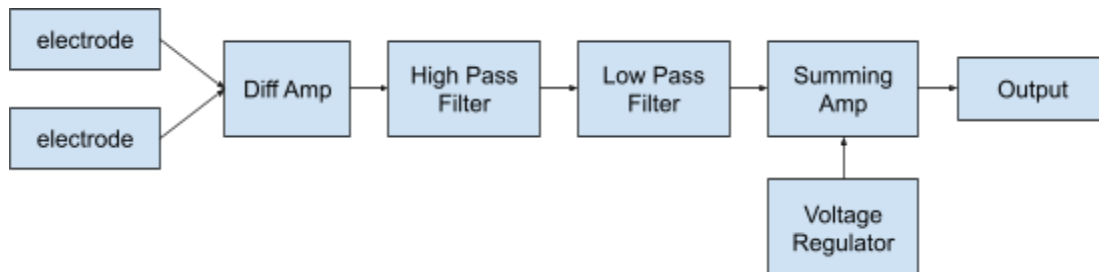 electrode
electrode
Diff Amp
High Pass
Filter
Low Pass
Filter
Summing
Amp
Output
Voltage
Regulator